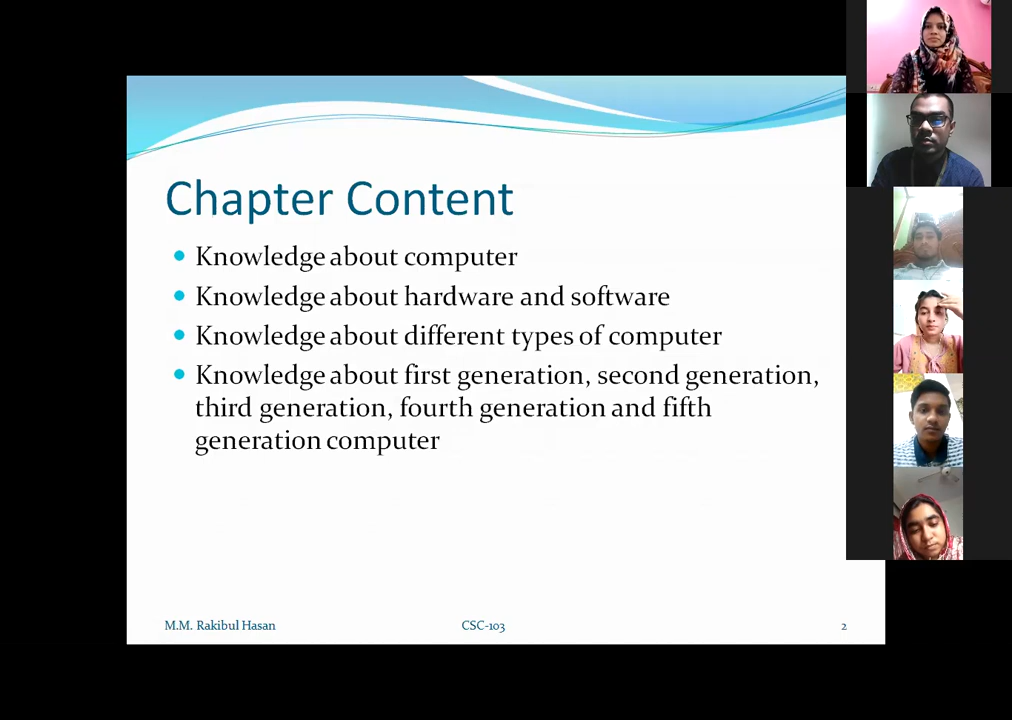 Chapter Content
Knowledge about computer
Knowledge about hardware and software
Knowledge about different types of computer
Knowledge about first generation, second generation,
third generation, fourth generation and fifth
generation computer
M.M. Rakibul Hasan
CSC-103
2